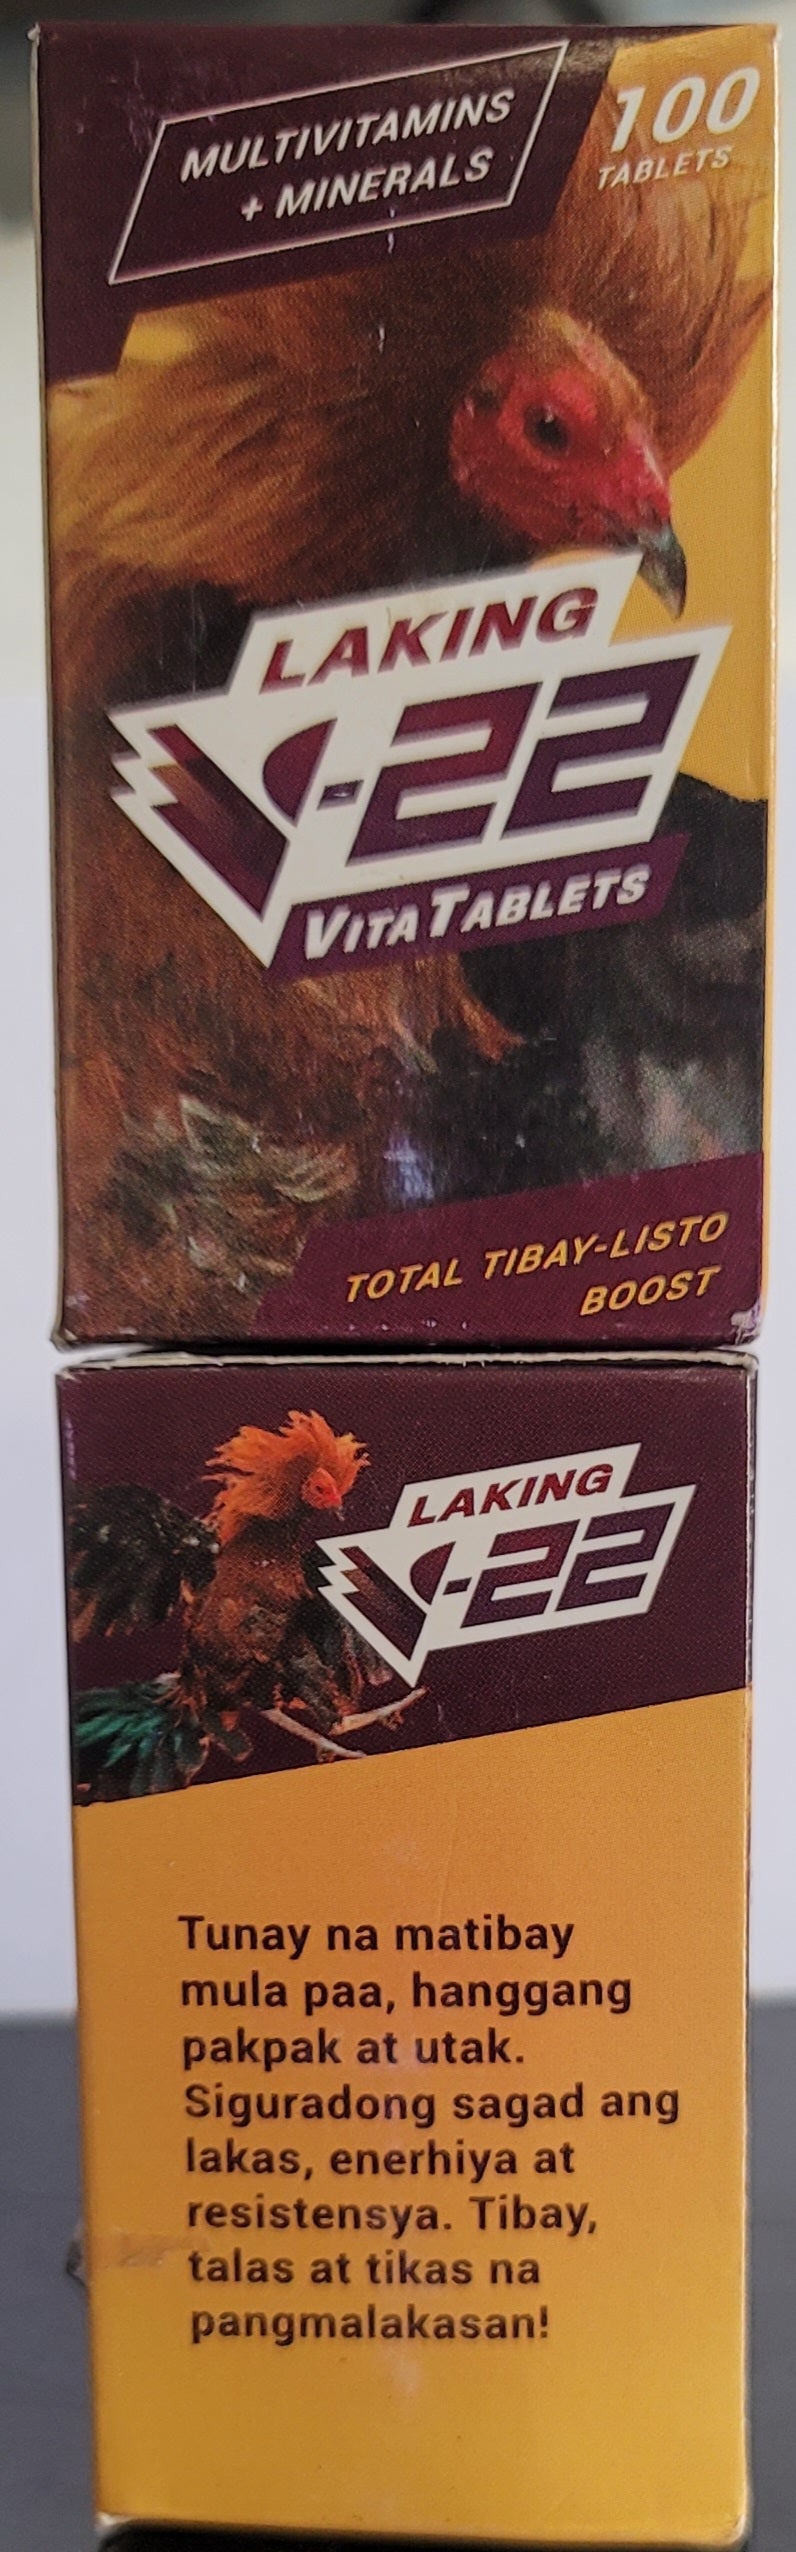 MULTIVITAMINS
+ MINERALS
100
TABLETS
LAKING
V-22
VITATABLETS
TOTAL TIBAY-LISTO
BOOST
LAKING
V-22
Tunay na matibay
mula paa, hanggang
pakpak at utak.
Siguradong sagad ang
lakas, enerhiya at
resistensya. Tibay,
talas at tikas na
pangmalakasan!